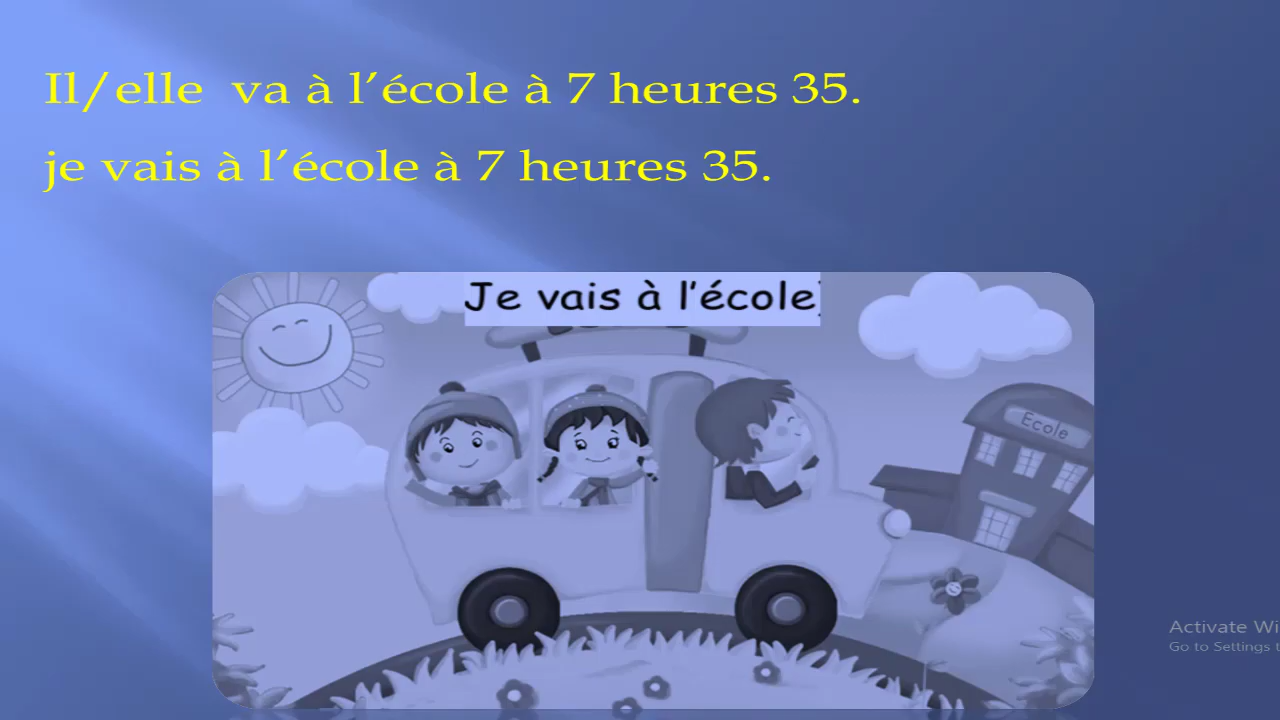 Il/elle va à l’école à 7 heures 35.
je vais à l’école à 7 heures 35.
Je vais à l'école
Ecole
Activate Wi
Go to Settings t